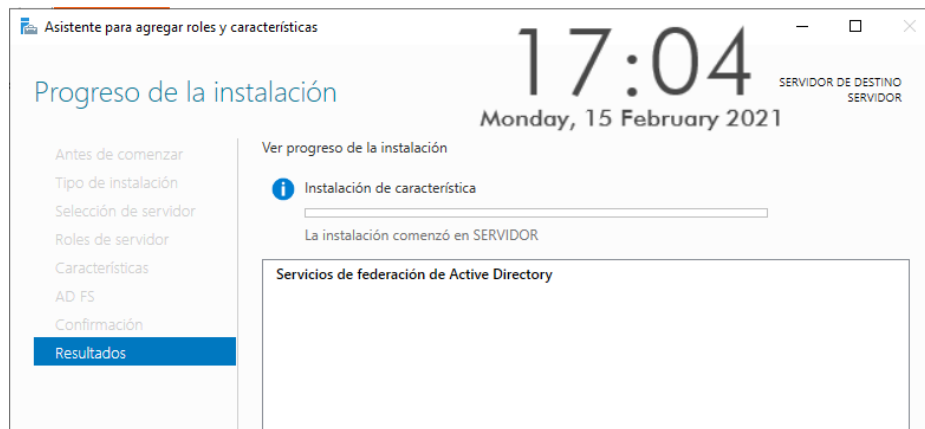 Asistente para agregar roles y características
17:04
Monday, 15 February 2021
Progreso de la instalación
SERVIDOR DE DESTINO
SERVIDOR
Antes de comenzar
Tipo de instalación
Selección de servidor
Roles de servidor
Características
AD FS
Confirmación
Resultados
Ver progreso de la instalación
Instalación de característica
La instalación comenzó en SERVIDOR
Servicios de federación de Active Directory